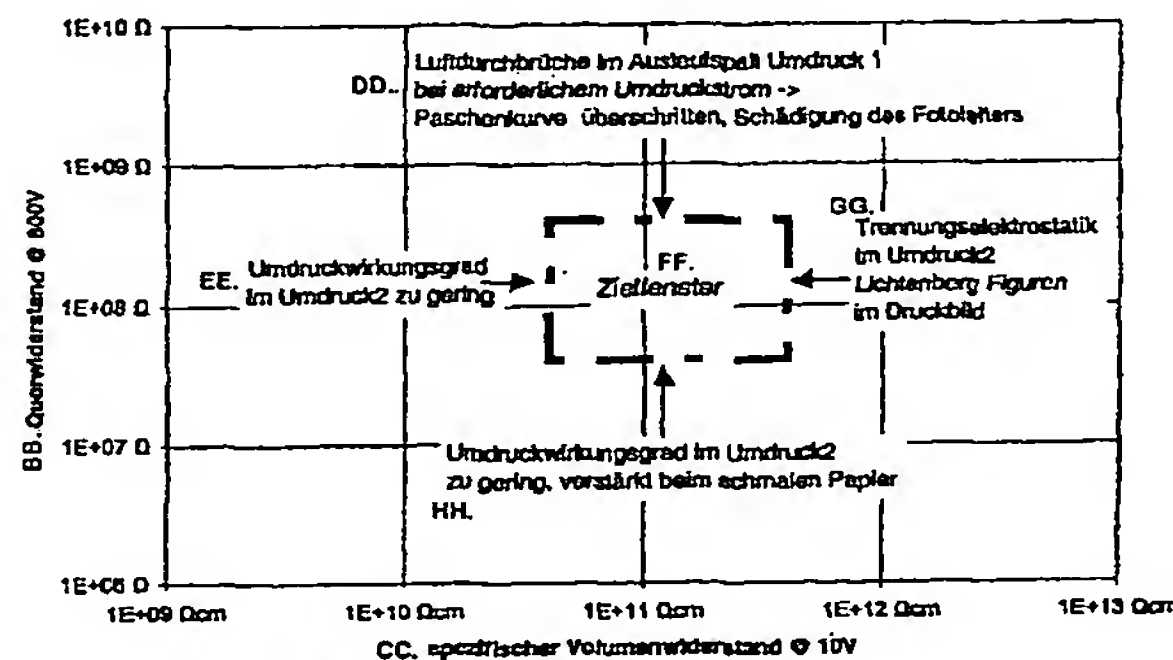 1E+10 Ω
DD..
Luftdurchbrüche im Auslaufspalt Umdruck 1
bei erforderlichem Umdruckstrom ->
Paschenkurve überschritten, Schädigung des Fotoleiters
1E+09 Ω
BB. Querwiderstand @ 600V
GG.
Trennungselektrostatik
im Umdruck2
Lichtenberg Figuren
im Druckbild
EE. Umdruckwirkungsgrad
im Umdruck2 zu gering
FF.
Zielfenster
1E+08 Ω
1E+07 Ω
Umdruckwirkungsgrad im Umdruck2
zu gering, verstärkt beim schmalen Papier
HH.
1E+06 Ω
1E+09 Ωcm
1E+10 Ωcm
1E+11 Ωcm
1E+12 Ωcm
1E+13 Ωcm
CC. spezifischer Volumenwiderstand @ 10V